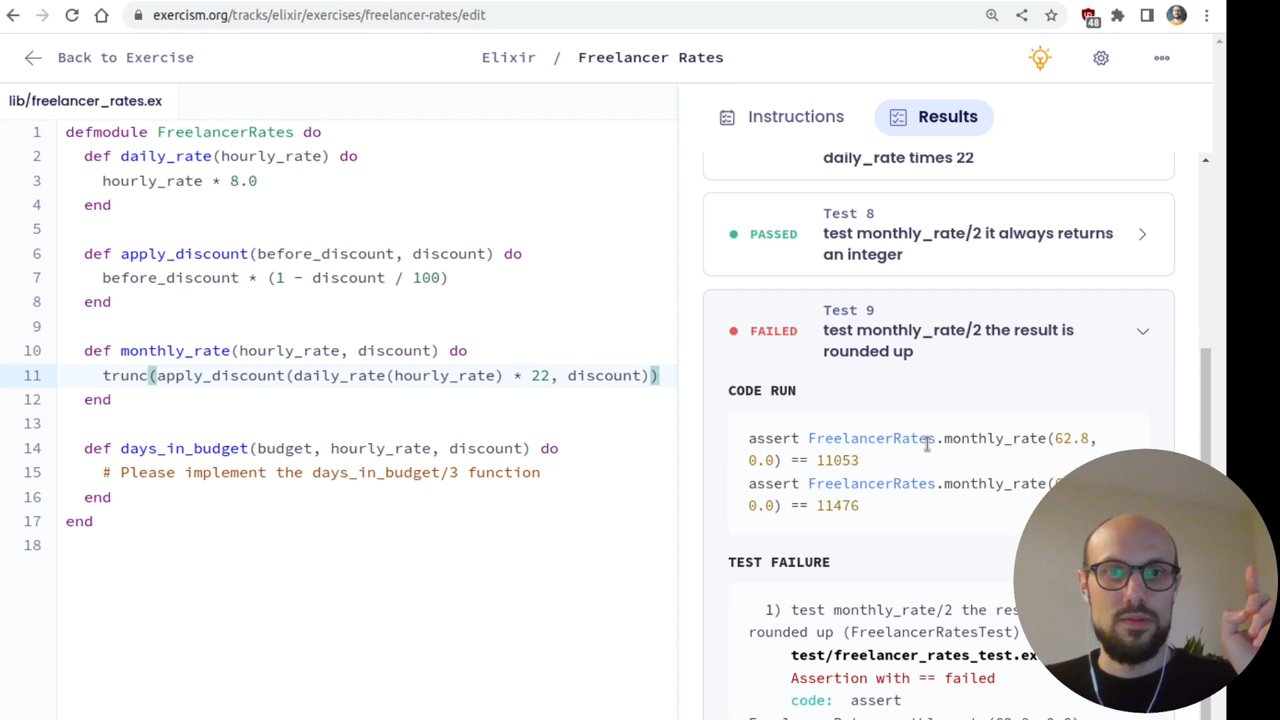 exercism.org/tracks/elixir/exercises/freelancer-rates/edit
48
Back to Exercise
Elixir / Freelancer Rates
lib/freelancer_rates.ex
1 defmodule FreelancerRates do
2 def daily_rate(hourly_rate) do
3 hourly_rate * 8.0
4 end
5
6 def apply_discount(before_discount, discount) do
7 before_discount * (1 - discount / 100)
8 end
9
10 def monthly_rate(hourly_rate, discount) do
11 trunc(apply_discount(daily_rate(hourly_rate) * 22, discount))
12 end
13
14 def days_in_budget(budget, hourly_rate, discount) do
15 # Please implement the days_in_budget/3 function
16 end
17 end
18
Instructions
Results
daily_rate times 22
Test 8
PASSED
test monthly_rate/2 it always returns
an integer
Test 9
FAILED
test monthly_rate/2 the result is
rounded up
CODE RUN
assert FreelancerRates.monthly_rate(62.8,
0.0) == 11053
assert FreelancerRates.monthly_rate(
0.0) == 11476
TEST FAILURE
1) test monthly_rate/2 the
rounded up (FreelancerRatesTest)
test/freelancer_rates_test.ex
Assertion with == failed
code: assert